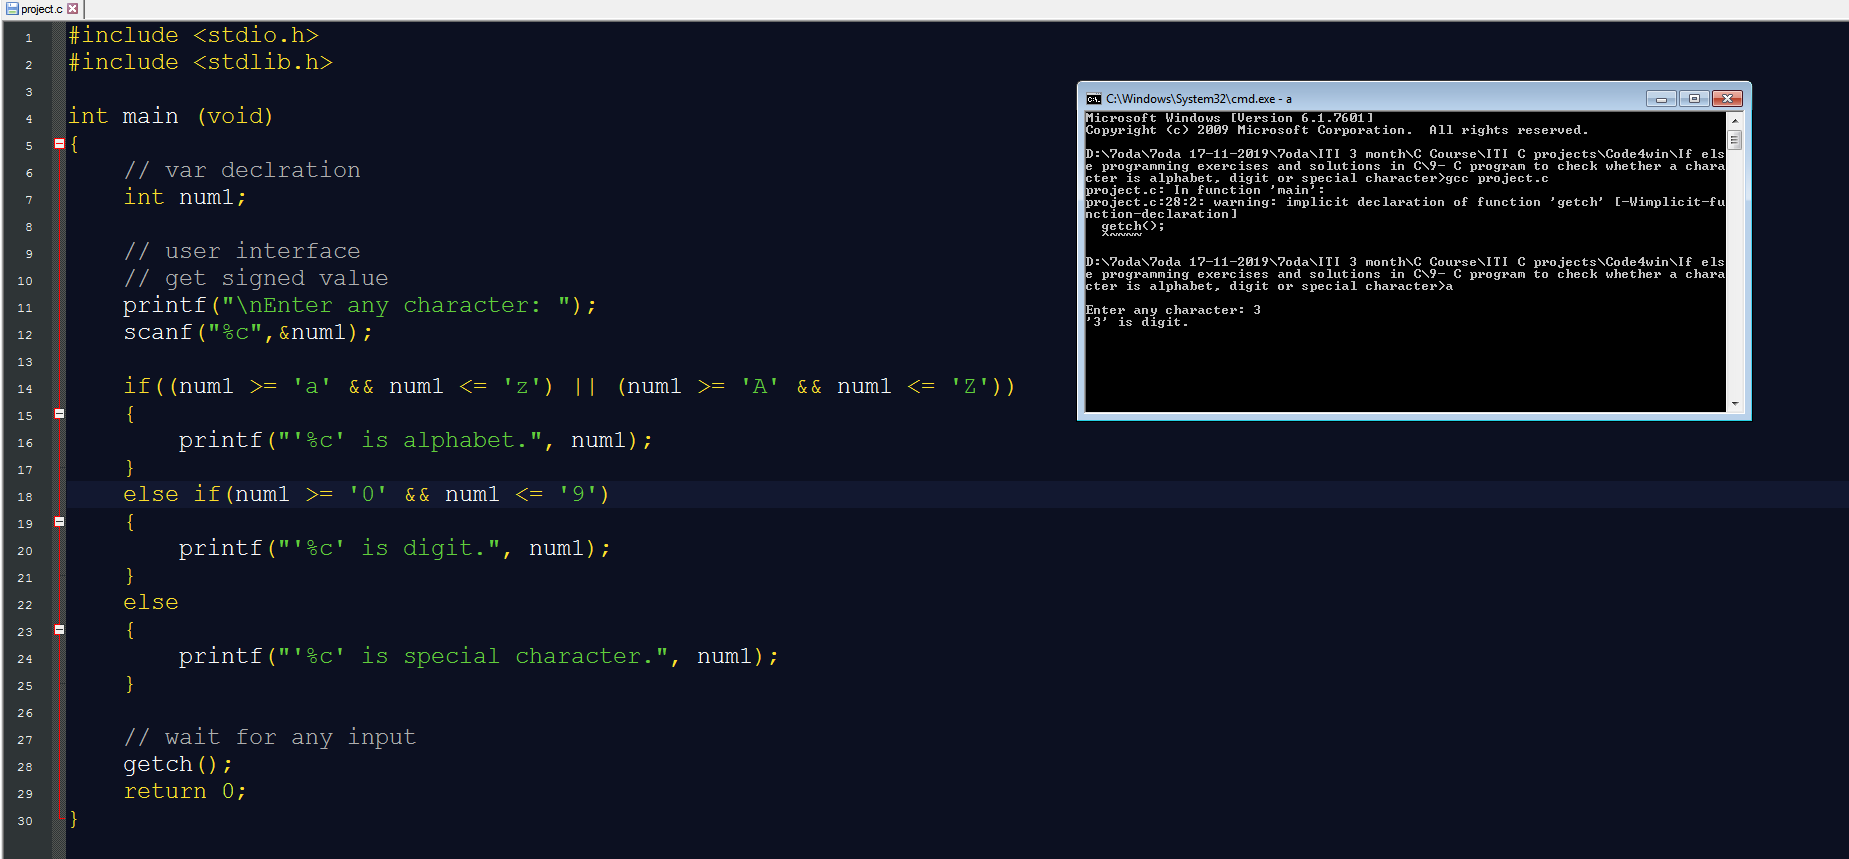 project.c
1 #include <stdio.h>
2 #include <stdlib.h>
3
4 int main (void)
5 {
6 // var declration
7 int num1;
8
9 // user interface
10 // get signed value
11 printf("\nEnter any character: ");
12 scanf("%c",&num1);
13
14 if((num1 >= 'a' && num1 <= 'z') || (num1 >= 'A' && num1 <= 'Z'))
15 {
16 printf("'%c' is alphabet.", num1);
17 }
18 else if(num1 >= '0' && num1 <= '9')
19 {
20 printf("'%c' is digit.", num1);
21 }
22 else
23 {
24 printf("'%c' is special character.", num1);
25 }
26
27 // wait for any input
28 getch();
29 return 0;
30 }
C:\Windows\System32\cmd.exe - a
Microsoft Windows [Version 6.1.7601]
Copyright (c) 2009 Microsoft Corporation.  All rights reserved.
D:\7oda\7oda 17-11-2019\7oda\ITI 3 month\C Course\ITI C projects\Code4win\If els
e programming exercises and solutions in C\9- C program to check whether a chara
cter is alphabet, digit or special character>gcc project.c
project.c: In function 'main':
project.c:28:2: warning: implicit declaration of function 'getch' [-Wimplicit-fu
nction-declaration]
getch();
^~~~~
D:\7oda\7oda 17-11-2019\7oda\ITI 3 month\C Course\ITI C projects\Code4win\If els
e programming exercises and solutions in C\9- C program to check whether a chara
cter is alphabet, digit or special character>a
Enter any character: 3
'3' is digit.